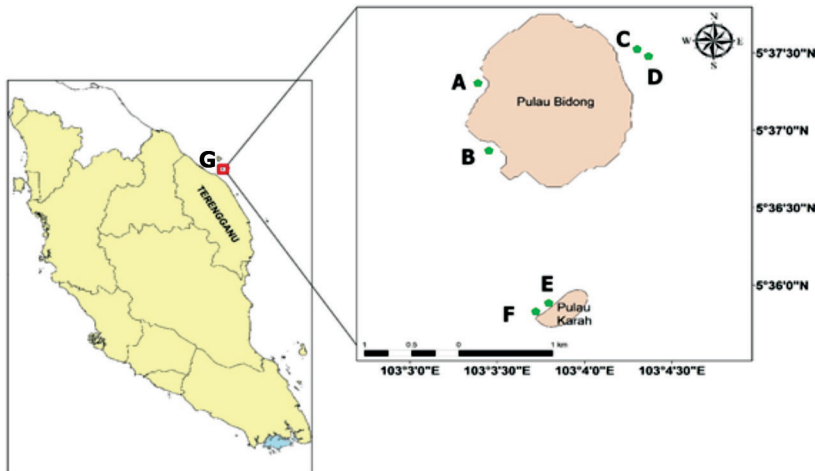 G
TERENGGANU
A
B
C
D
Pulau Bidong
N
W
E
S
5°37'30"N
5°37'0"N
5°36'30"N
5°36'0"N
E
F
Pulau
Karah
1 0.5 0 1 km
103°3'0"E 103°3'30"E 103°4'0"E 103°4'30"E